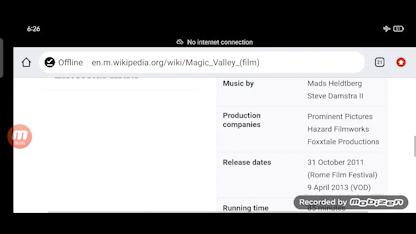 6:26
No internet connection
Offline en.m.wikipedia.org/wiki/Magic_Valley_(film)
Music by Mads Heldtberg
Steve Damstra II
Production companies Prominent Pictures
Hazard Filmworks
Foxxtale Productions
Release dates 31 October 2011
(Rome Film Festival)
9 April 2013 (VOD)
Recorded by Mobizen
Running time